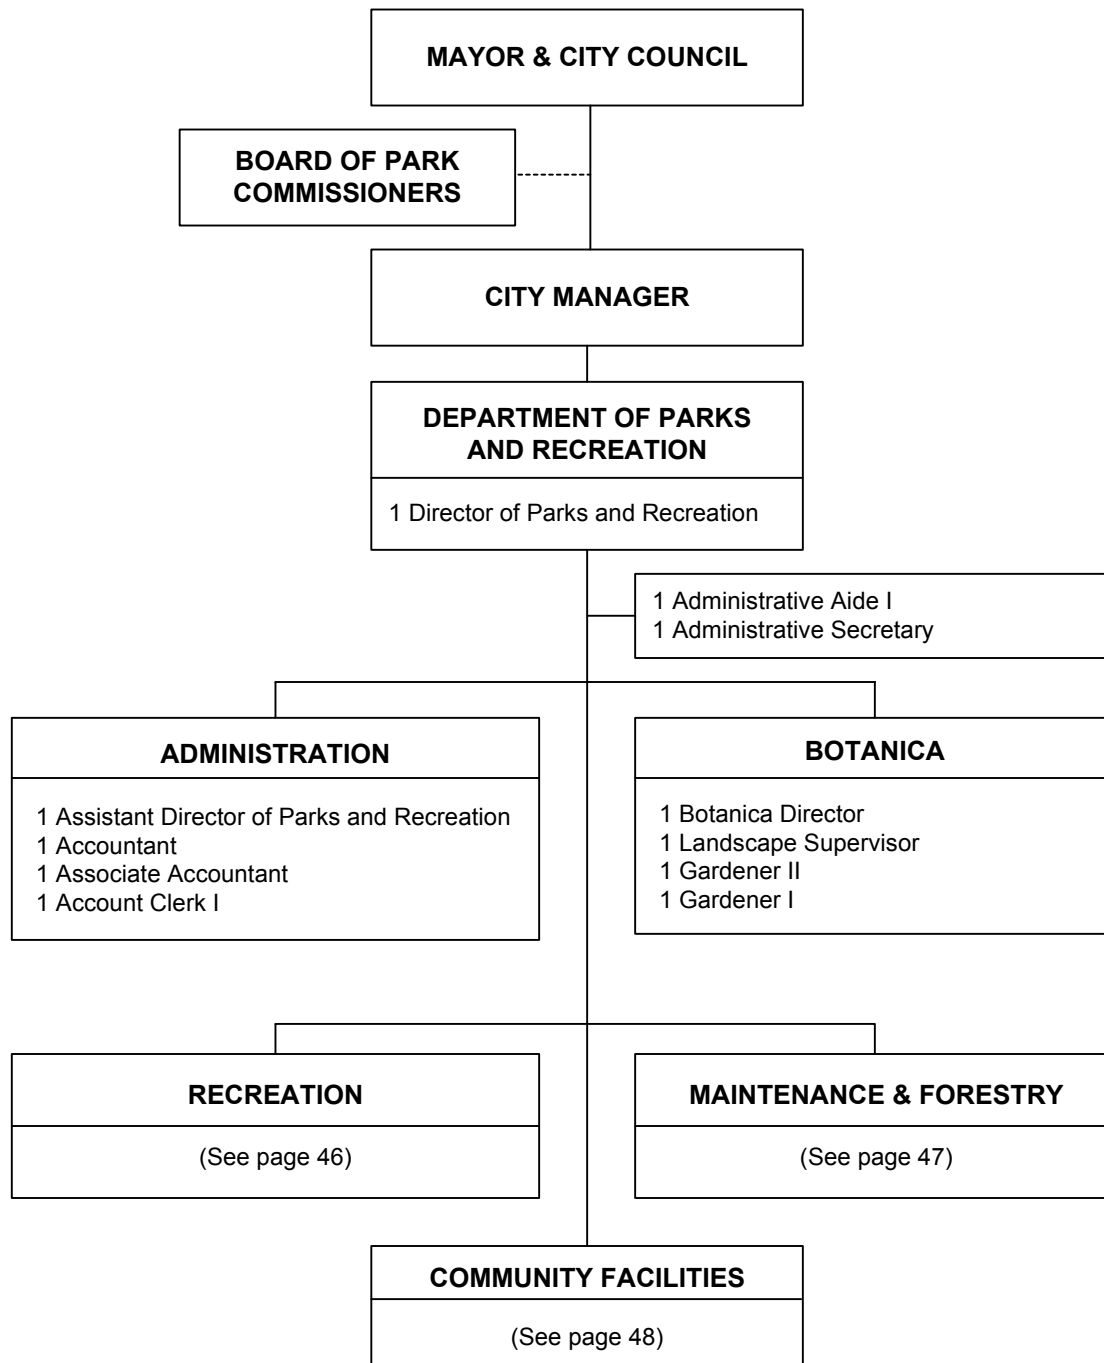 MAYOR & CITY COUNCIL
BOARD OF PARK
COMMISSIONERS
CITY MANAGER
DEPARTMENT OF PARKS
AND RECREATION
1 Director of Parks and Recreation
1 Administrative Aide I
1 Administrative Secretary
ADMINISTRATION
1 Assistant Director of Parks and Recreation
1 Accountant
1 Associate Accountant
1 Account Clerk I
BOTANICA
1 Botanica Director
1 Landscape Supervisor
1 Gardener II
1 Gardener I
RECREATION
(See page 46)
MAINTENANCE & FORESTRY
(See page 47)
COMMUNITY FACILITIES
(See page 48)